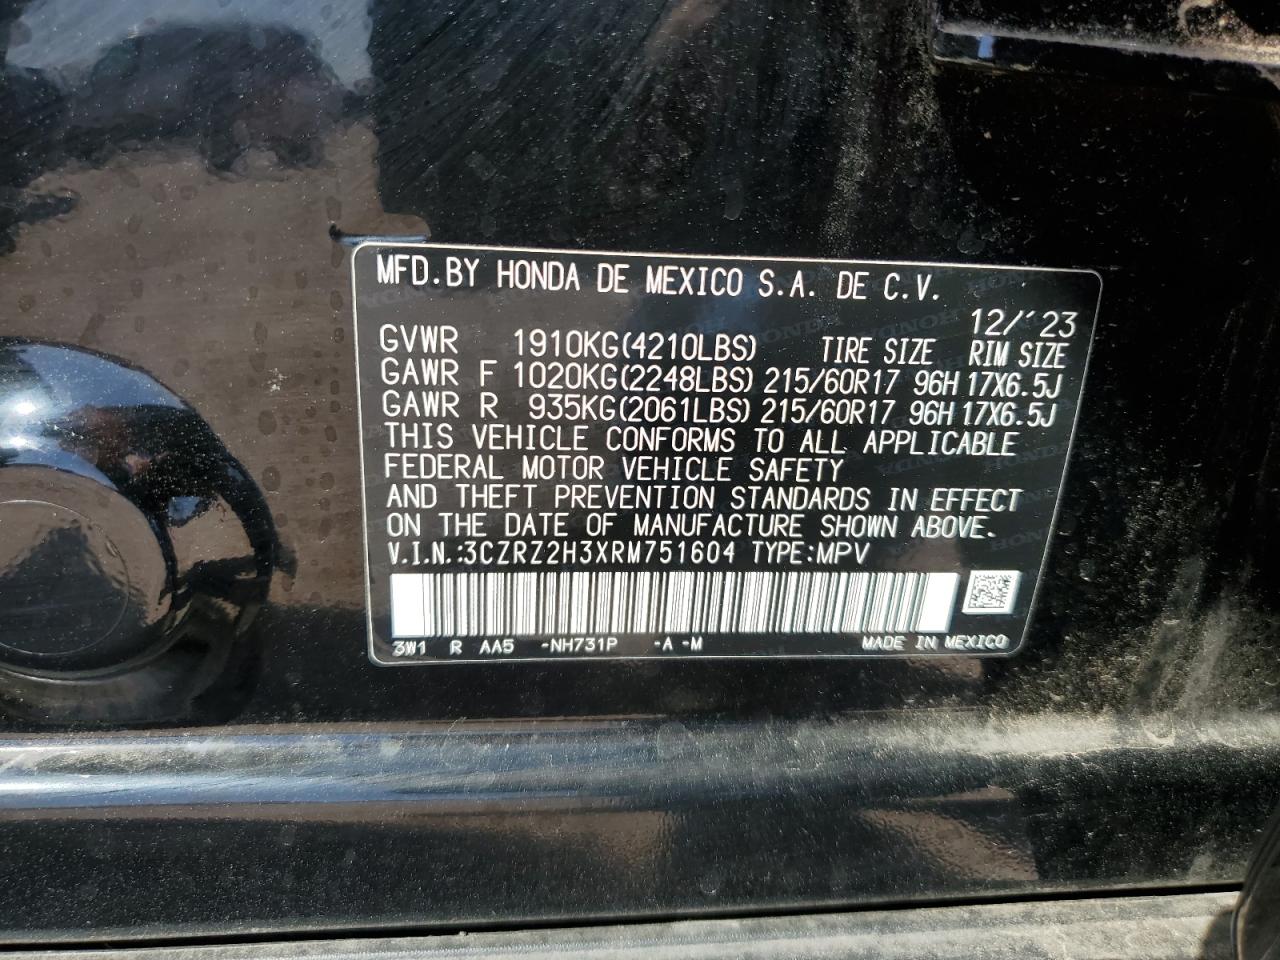 MFD.BY HONDA DE MEXICO S.A. DE C.V.
12/'23
GVWR 1910KG(4210LBS) TIRE SIZE RIM SIZE
GAWR F 1020KG(2248LBS) 215/60R17 96H 17X6.5J
GAWR R 935KG(2061LBS) 215/60R17 96H 17X6.5J
THIS VEHICLE CONFORMS TO ALL APPLICABLE
FEDERAL MOTOR VEHICLE SAFETY
AND THEFT PREVENTION STANDARDS IN EFFECT
ON THE DATE OF MANUFACTURE SHOWN ABOVE.
V.I.N.:3CZRZ2H3XRM751604 TYPE:MPV
3W1 R AA5 -NH731P -A -M MADE IN MEXICO